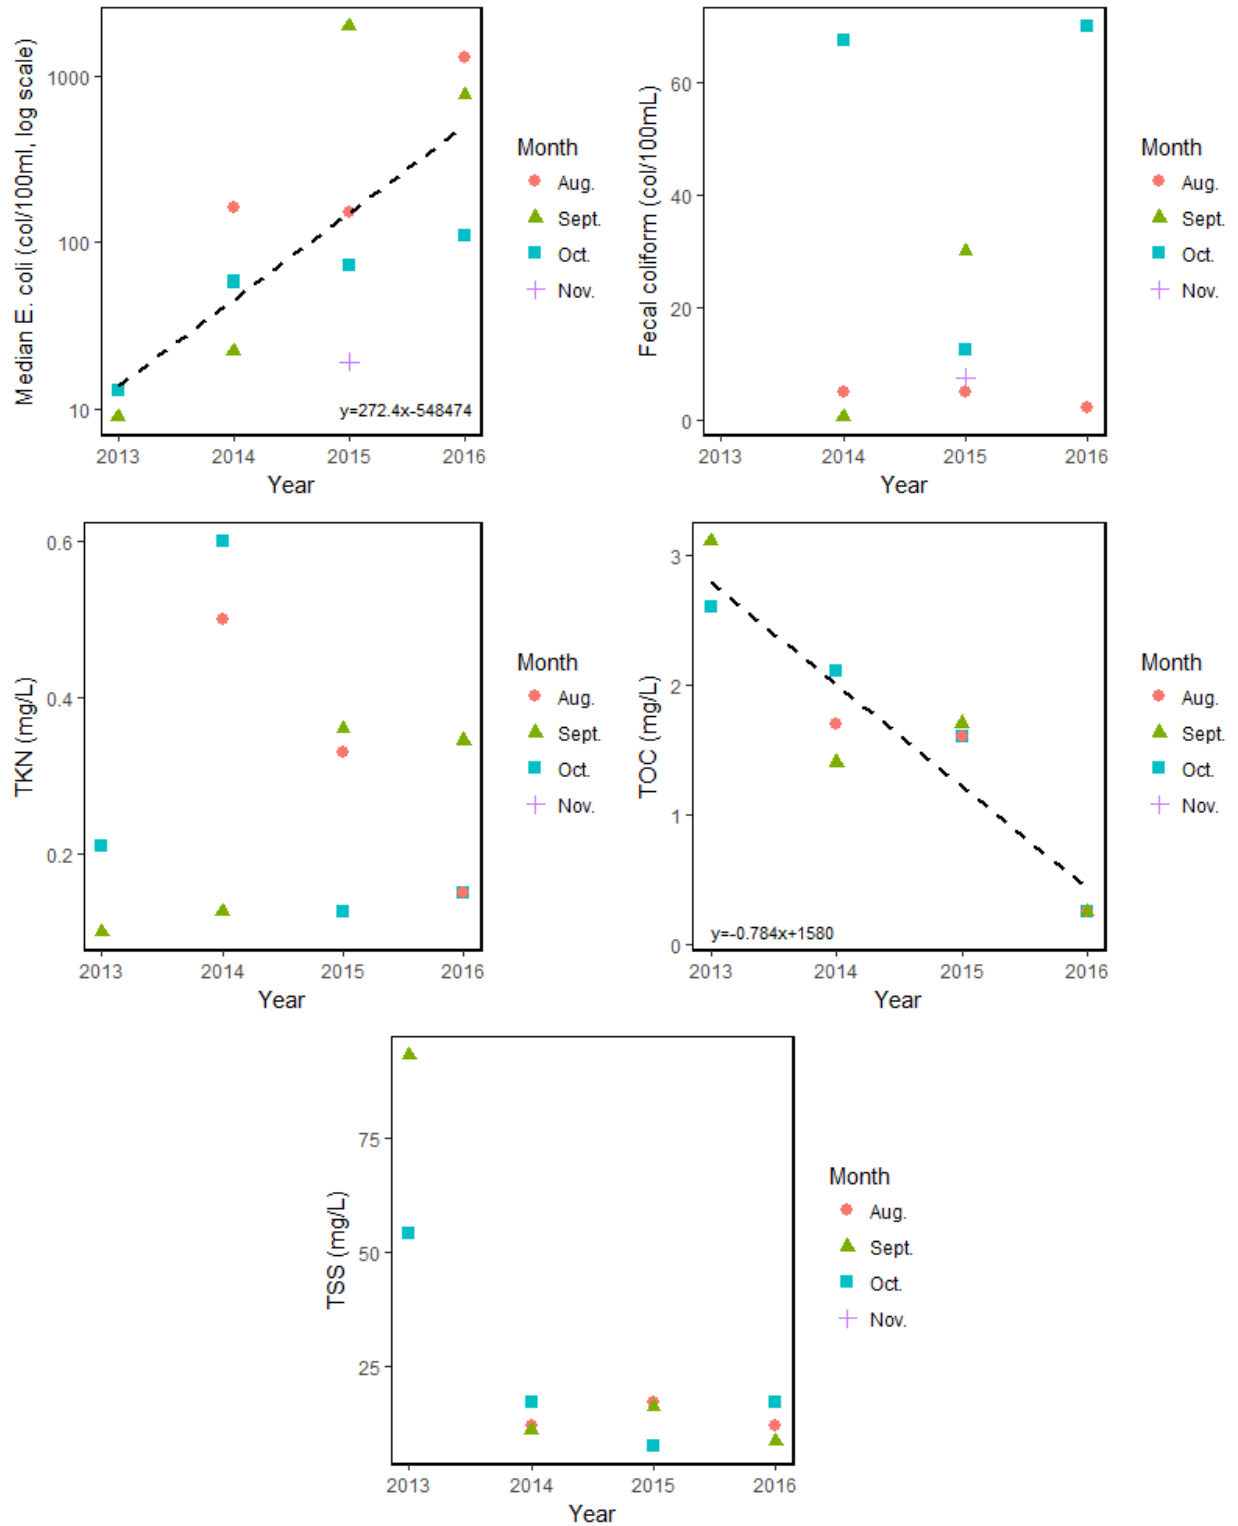 Median E. coli (col/100ml, log scale)
1000
100
10
y=272.4x-548474
2013 2014 2015 2016
Year
Month
Aug.
Sept.
Oct.
Nov.
Fecal coliform (col/100mL)
60
40
20
0
2013 2014 2015 2016
Year
Month
Aug.
Sept.
Oct.
Nov.
TKN (mg/L)
0.6
0.4
0.2
2013 2014 2015 2016
Year
Month
Aug.
Sept.
Oct.
Nov.
TOC (mg/L)
3
2
1
0
y=-0.784x+1580
2013 2014 2015 2016
Year
Month
Aug.
Sept.
Oct.
Nov.
TSS (mg/L)
75
50
25
2013 2014 2015 2016
Year
Month
Aug.
Sept.
Oct.
Nov.